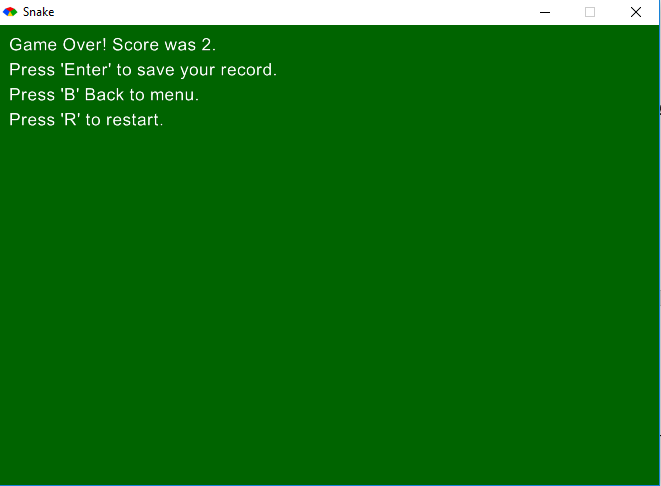 Snake
Game Over! Score was 2.
Press 'Enter' to save your record.
Press 'B' Back to menu.
Press 'R' to restart.